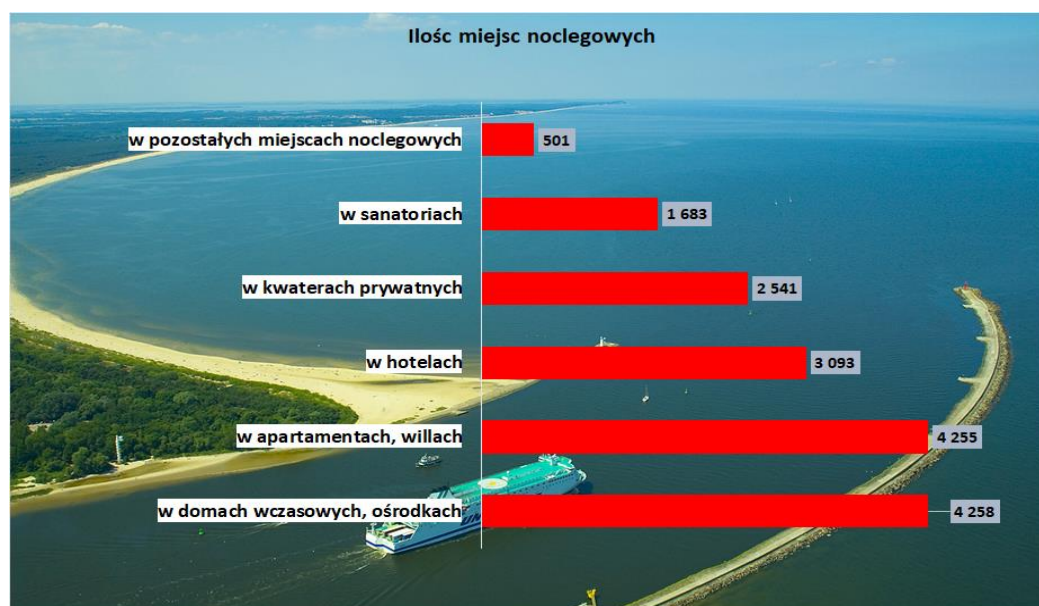 Ilośc miejsc noclegowych
w pozostałych miejscach noclegowych 501
w sanatoriach 1 683
w kwaterach prywatnych 2 541
w hotelach 3 093
w apartamentach, willach 4 255
w domach wczasowych, ośrodkach 4 258